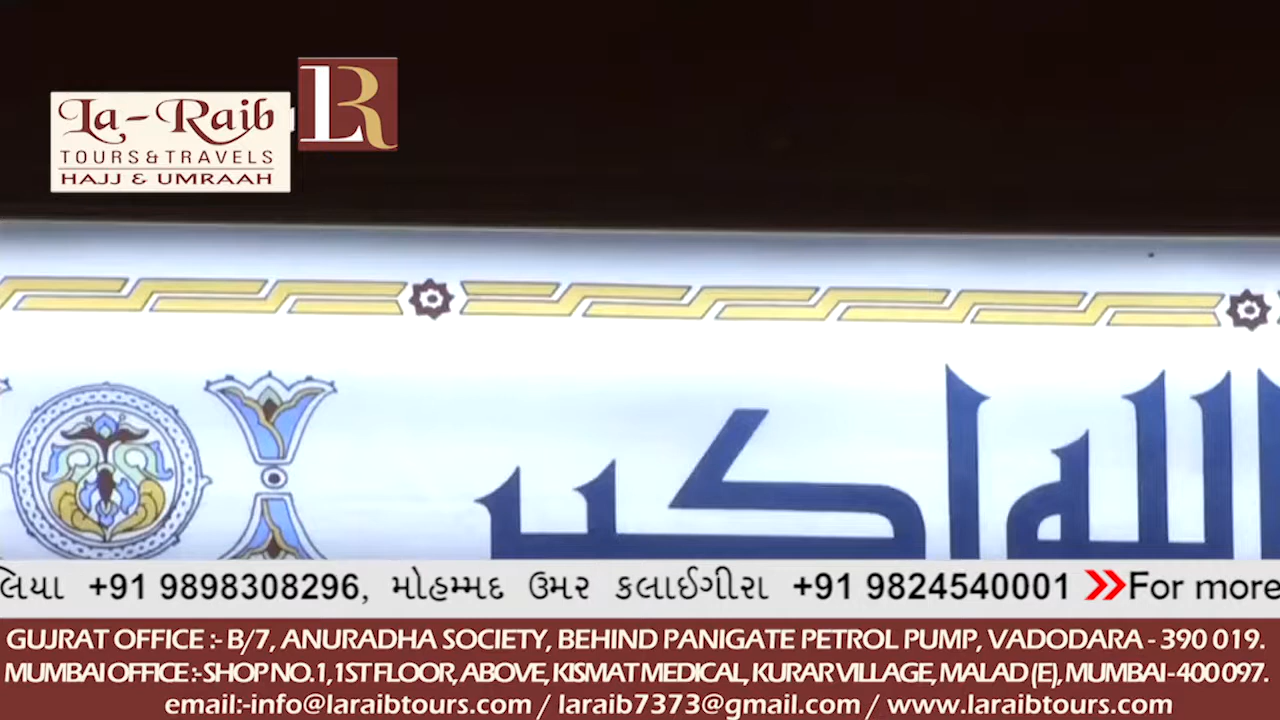 La-Raib
TOURS & TRAVELS
HAJJ & UMRAAH
LR
الله اكبر
લિયા +91 9898308296, મોહમ્મદ ઉમર કલાઈગીરા +91 9824540001 For more
GUJRAT OFFICE :- B/7, ANURADHA SOCIETY, BEHIND PANIGATE PETROL PUMP, VADODARA - 390 019.
MUMBAI OFFICE :- SHOP NO.1, 1ST FLOOR, ABOVE, KISMAT MEDICAL, KURAR VILLAGE, MALAD (E), MUMBAI - 400 097.
email:-info@laraibtours.com / laraib7373@gmail.com / www.laraibtours.com